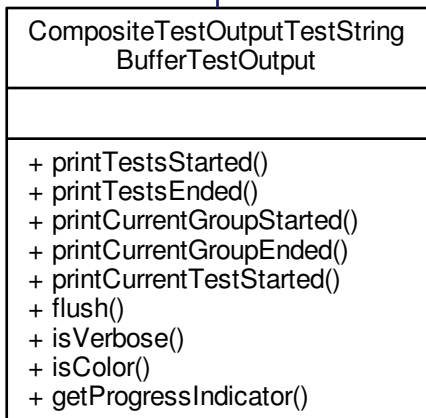 CompositeTestOutputTestString
BufferTestOutput
+ printTestsStarted()
+ printTestsEnded()
+ printCurrentGroupStarted()
+ printCurrentGroupEnded()
+ printCurrentTestStarted()
+ flush()
+ isVerbose()
+ isColor()
+ getProgressIndicator()